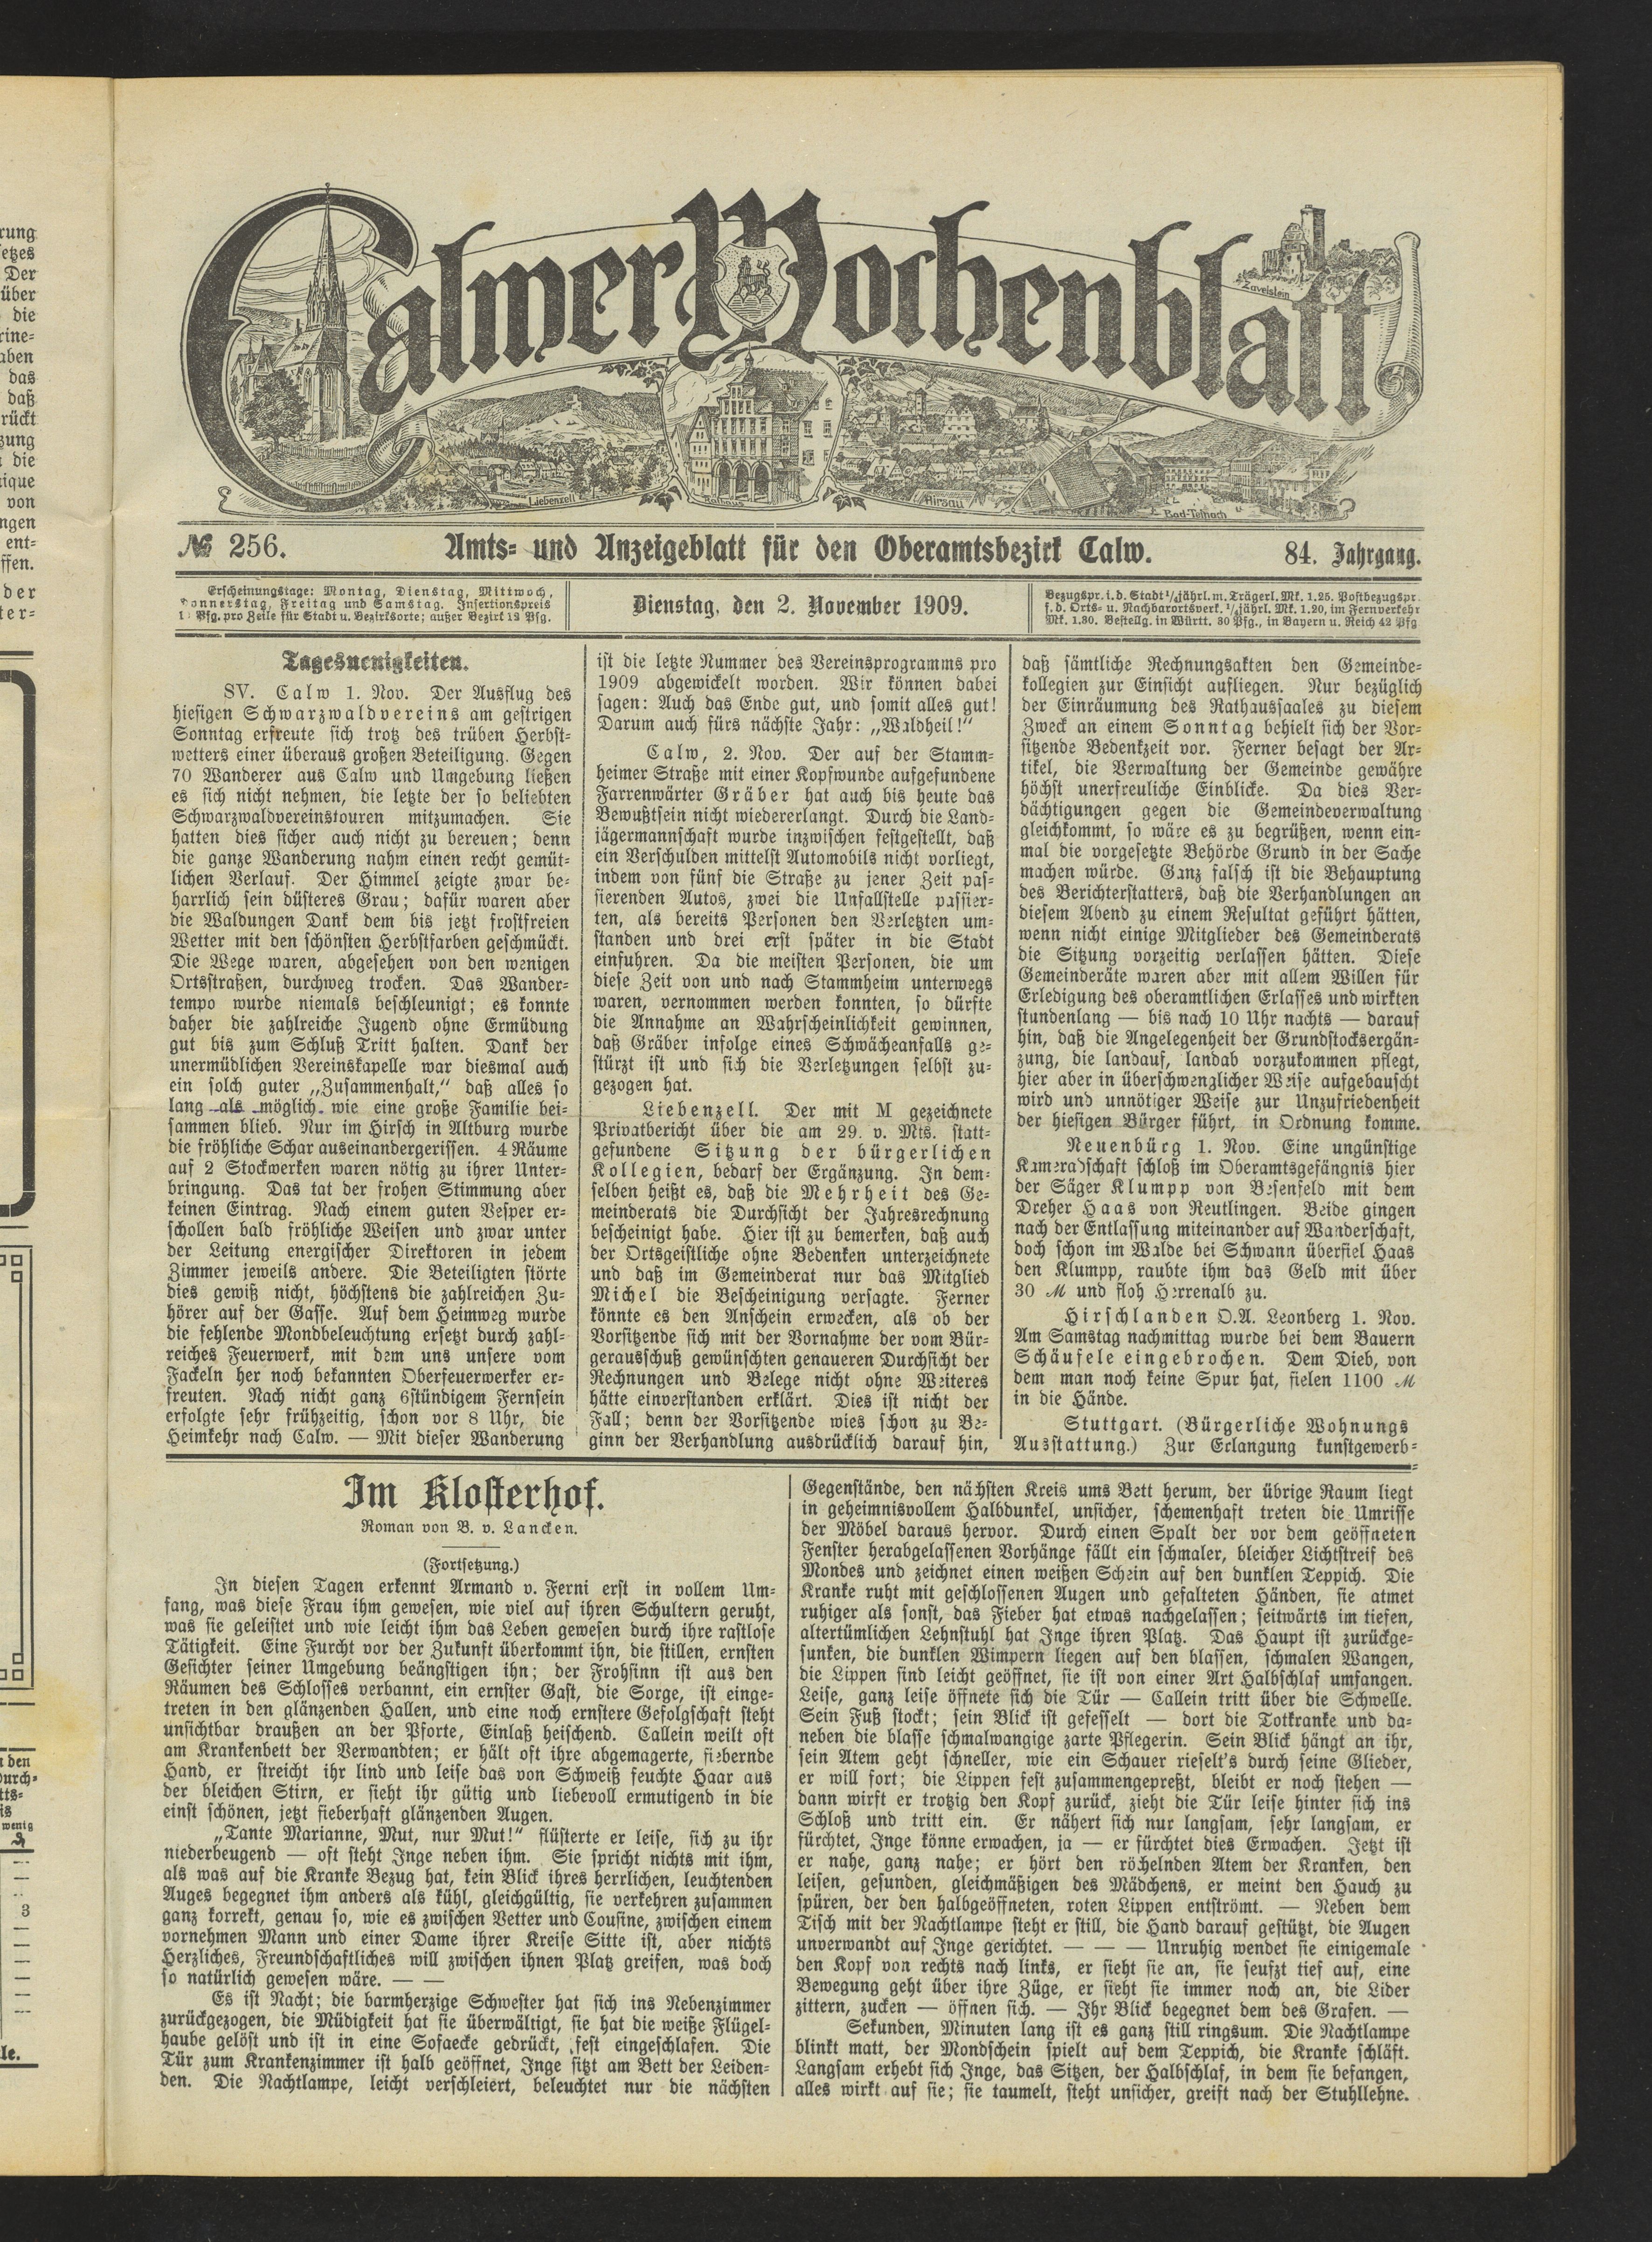 Calwer Wochenblatt
Zavelstein
Liebenzell
Rathaus
Hirsau
Bad-Teinach
№ 256.
Amts= und Anzeigeblatt für den Oberamtsbezirk Calw.
84. Jahrgang.
Erscheinungstage: Montag, Dienstag, Mittwoch,
Donnerstag, Freitag und Samstag. Insertionspreis
Pfg. pro Zeile für Stadt u. Bezirksorte; außer Bezirk 12 Pfg.
Dienstag, den 2. November 1909.
Bezugspr. i. d. Stadt ¼jährl. m. Trägerl. Mk. 1.25. Postbezugspr.
f. d. Orts- u. Nachbarortsverk. ¼jährl. Mk. 1.20, im Fernverkehr
Mk. 1.30. Bestellg. in Württ. 30 Pfg., in Bayern u. Reich 42 Pfg
Tagesneuigkeiten.
SV. Calw 1. Nov. Der Ausflug des
hiesigen Schwarzwaldvereins am gestrigen
Sonntag erfreute sich trotz des trüben Herbst=
wetters einer überaus großen Beteiligung. Gegen
70 Wanderer aus Calw und Umgebung ließen
es sich nicht nehmen, die letzte der so beliebten
Schwarzwaldvereinstouren mitzumachen. Sie
hatten dies sicher auch nicht zu bereuen; denn
die ganze Wanderung nahm einen recht gemüt=
lichen Verlauf. Der Himmel zeigte zwar be=
harrlich sein düsteres Grau; dafür waren aber
die Waldungen Dank dem bis jetzt frostfreien
Wetter mit den schönsten Herbstfarben geschmückt.
Die Wege waren, abgesehen von den wenigen
Ortsstraßen, durchweg trocken. Das Wander=
tempo wurde niemals beschleunigt; es konnte
daher die zahlreiche Jugend ohne Ermüdung
gut bis zum Schluß Tritt halten. Dank der
unermüdlichen Vereinskapelle war diesmal auch
ein solch guter „Zusammenhalt,“ daß alles so
lang als möglich wie eine große Familie bei=
sammen blieb. Nur im Hirsch in Altburg wurde
die fröhliche Schar auseinandergerissen. 4 Räume
auf 2 Stockwerken waren nötig zu ihrer Unter=
bringung. Das tat der frohen Stimmung aber
keinen Eintrag. Nach einem guten Vesper er=
schollen bald fröhliche Weisen und zwar unter
der Leitung energischer Direktoren in jedem
Zimmer jeweils andere. Die Beteiligten störte
dies gewiß nicht, höchstens die zahlreichen Zu=
hörer auf der Gasse. Auf dem Heimweg wurde
die fehlende Mondbeleuchtung ersetzt durch zahl=
reiches Feuerwerk, mit dem uns unsere vom
Fackeln her noch bekannten Oberfeuerwerker er=
freuten. Nach nicht ganz 6stündigem Fernsein
erfolgte sehr frühzeitig, schon vor 8 Uhr, die
Heimkehr nach Calw. — Mit dieser Wanderung
ist die letzte Nummer des Vereinsprogramms pro
1909 abgewickelt worden. Wir können dabei
sagen: Auch das Ende gut, und somit alles gut!
Darum auch fürs nächste Jahr: „Waldheil!“
Calw, 2. Nov. Der auf der Stamm=
heimer Straße mit einer Kopfwunde aufgefundene
Farrenwärter Gräber hat auch bis heute das
Bewußtsein nicht wiedererlangt. Durch die Land=
jägermannschaft wurde inzwischen festgestellt, daß
ein Verschulden mittelst Automobils nicht vorliegt,
indem von fünf die Straße zu jener Zeit pas=
sierenden Autos, zwei die Unfallstelle passier=
ten, als bereits Personen den Verletzten um=
standen und drei erst später in die Stadt
einfuhren. Da die meisten Personen, die um
diese Zeit von und nach Stammheim unterwegs
waren, vernommen werden konnten, so dürfte
die Annahme an Wahrscheinlichkeit gewinnen,
daß Gräber infolge eines Schwächeanfalls ge=
stürzt ist und sich die Verletzungen selbst zu=
gezogen hat.
Liebenzell. Der mit M gezeichnete
Privatbericht über die am 29. v. Mts. statt=
gefundene Sitzung der bürgerlichen
Kollegien, bedarf der Ergänzung. In dem=
selben heißt es, daß die Mehrheit des Ge=
meinderats die Durchsicht der Jahresrechnung
bescheinigt habe. Hier ist zu bemerken, daß auch
der Ortsgeistliche ohne Bedenken unterzeichnete
und daß im Gemeinderat nur das Mitglied
Michel die Bescheinigung versagte. Ferner
könnte es den Anschein erwecken, als ob der
Vorsitzende sich mit der Vornahme der vom Bür=
gerausschuß gewünschten genaueren Durchsicht der
Rechnungen und Belege nicht ohne Weiteres
hätte einverstanden erklärt. Dies ist nicht der
Fall; denn der Vorsitzende wies schon zu Be=
ginn der Verhandlung ausdrücklich darauf hin,
daß sämtliche Rechnungsakten den Gemeinde=
kollegien zur Einsicht aufliegen. Nur bezüglich
der Einräumung des Rathaussaales zu diesem
Zweck an einem Sonntag behielt sich der Vor=
sitzende Bedenkzeit vor. Ferner besagt der Ar=
tikel, die Verwaltung der Gemeinde gewähre
höchst unerfreuliche Einblicke. Da dies Ver=
dächtigungen gegen die Gemeindeverwaltung
gleichkommt, so wäre es zu begrüßen, wenn ein=
mal die vorgesetzte Behörde Grund in der Sache
machen würde. Ganz falsch ist die Behauptung
des Berichterstatters, daß die Verhandlungen an
diesem Abend zu einem Resultat geführt hätten,
wenn nicht einige Mitglieder des Gemeinderats
die Sitzung vorzeitig verlassen hätten. Diese
Gemeinderäte waren aber mit allem Willen für
Erledigung des oberamtlichen Erlasses und wirkten
stundenlang — bis nach 10 Uhr nachts — darauf
hin, daß die Angelegenheit der Grundstocksergän=
zung, die landauf, landab vorzukommen pflegt,
hier aber in überschwenglicher Weise aufgebauscht
wird und unnötiger Weise zur Unzufriedenheit
der hiesigen Bürger führt, in Ordnung komme.
Neuenbürg 1. Nov. Eine ungünstige
Kameradschaft schloß im Oberamtsgefängnis hier
der Säger Klumpp von Besenfeld mit dem
Dreher Haas von Reutlingen. Beide gingen
nach der Entlassung miteinander auf Wanderschaft,
doch schon im Walde bei Schwann überfiel Haas
den Klumpp, raubte ihm das Geld mit über
30 ℳ und floh Herrenalb zu.
Hirschlanden O.A. Leonberg 1. Nov.
Am Samstag nachmittag wurde bei dem Bauern
Schäufele eingebrochen. Dem Dieb, von
dem man noch keine Spur hat, fielen 1100 ℳ
in die Hände.
Stuttgart. (Bürgerliche Wohnungs
Ausstattung.) Zur Erlangung kunstgewerb=
Im Klosterhof.
Roman von B. v. Lancken.
(Fortsetzung.)
In diesen Tagen erkennt Armand v. Ferni erst in vollem Um=
fang, was diese Frau ihm gewesen, wie viel auf ihren Schultern geruht,
was sie geleistet und wie leicht ihm das Leben gewesen durch ihre rastlose
Tätigkeit. Eine Furcht vor der Zukunft überkommt ihn, die stillen, ernsten
Gesichter seiner Umgebung beängstigen ihn; der Frohsinn ist aus den
Räumen des Schlosses verbannt, ein ernster Gast, die Sorge, ist einge=
treten in den glänzenden Hallen, und eine noch ernstere Gefolgschaft steht
unsichtbar draußen an der Pforte, Einlaß heischend. Callein weilt oft
am Krankenbett der Verwandten; er hält oft ihre abgemagerte, fiebernde
Hand, er streicht ihr lind und leise das von Schweiß feuchte Haar aus
der bleichen Stirn, er sieht ihr gütig und liebevoll ermutigend in die
einst schönen, jetzt fieberhaft glänzenden Augen.
„Tante Marianne, Mut, nur Mut!“ flüsterte er leise, sich zu ihr
niederbeugend — oft steht Inge neben ihm. Sie spricht nichts mit ihm,
als was auf die Kranke Bezug hat, kein Blick ihres herrlichen, leuchtenden
Auges begegnet ihm anders als kühl, gleichgültig, sie verkehren zusammen
ganz korrekt, genau so, wie es zwischen Vetter und Cousine, zwischen einem
vornehmen Mann und einer Dame ihrer Kreise Sitte ist, aber nichts
Herzliches, Freundschaftliches will zwischen ihnen Platz greifen, was doch
so natürlich gewesen wäre. — —
Es ist Nacht; die barmherzige Schwester hat sich ins Nebenzimmer
zurückgezogen, die Müdigkeit hat sie überwältigt, sie hat die weiße Flügel=
haube gelöst und ist in eine Sofaecke gedrückt, fest eingeschlafen. Die
Tür zum Krankenzimmer ist halb geöffnet, Inge sitzt am Bett der Leiden=
den. Die Nachtlampe, leicht verschleiert, beleuchtet nur die nächsten
Gegenstände, den nächsten Kreis ums Bett herum, der übrige Raum liegt
in geheimnisvollem Halbdunkel, unsicher, schemenhaft treten die Umrisse
der Möbel daraus hervor. Durch einen Spalt der vor dem geöffneten
Fenster herabgelassenen Vorhänge fällt ein schmaler, bleicher Lichtstreif des
Mondes und zeichnet einen weißen Schein auf den dunklen Teppich. Die
Kranke ruht mit geschlossenen Augen und gefalteten Händen, sie atmet
ruhiger als sonst, das Fieber hat etwas nachgelassen; seitwärts im tiefen,
altertümlichen Lehnstuhl hat Inge ihren Platz. Das Haupt ist zurückge=
sunken, die dunklen Wimpern liegen auf den blassen, schmalen Wangen,
die Lippen sind leicht geöffnet, sie ist von einer Art Halbschlaf umfangen.
Leise, ganz leise öffnete sich die Tür — Callein tritt über die Schwelle.
Sein Fuß stockt; sein Blick ist gefesselt — dort die Totkranke und da=
neben die blasse schmalwangige zarte Pflegerin. Sein Blick hängt an ihr,
sein Atem geht schneller, wie ein Schauer rieselt's durch seine Glieder,
er will fort; die Lippen fest zusammengepreßt, bleibt er noch stehen —
dann wirft er trotzig den Kopf zurück, zieht die Tür leise hinter sich ins
Schloß und tritt ein. Er nähert sich nur langsam, sehr langsam, er
fürchtet, Inge könne erwachen, ja — er fürchtet dies Erwachen. Jetzt ist
er nahe, ganz nahe; er hört den röchelnden Atem der Kranken, den
leisen, gesunden, gleichmäßigen des Mädchens, er meint den Hauch zu
spüren, der den halbgeöffneten, roten Lippen entströmt. — Neben dem
Tisch mit der Nachtlampe steht er still, die Hand darauf gestützt, die Augen
unverwandt auf Inge gerichtet. — — — Unruhig wendet sie einigemale
den Kopf von rechts nach links, er sieht sie an, sie seufzt tief auf, eine
Bewegung geht über ihre Züge, er sieht sie immer noch an, die Lider
zittern, zucken — öffnen sich. — Ihr Blick begegnet dem des Grafen. —
Sekunden, Minuten lang ist es ganz still ringsum. Die Nachtlampe
blinkt matt, der Mondschein spielt auf dem Teppich, die Kranke schläft.
Langsam erhebt sich Inge, das Sitzen, der Halbschlaf, in dem sie befangen,
alles wirkt auf sie; sie taumelt, steht unsicher, greift nach der Stuhllehne.